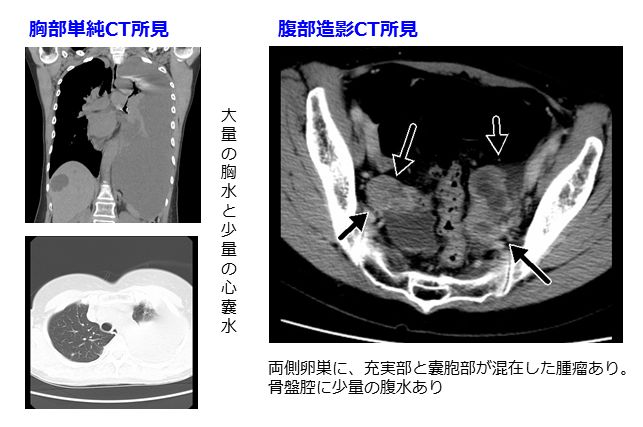 胸部単純CT所見
大量の胸水と少量の心嚢水
腹部造影CT所見
両側卵巣に、充実部と嚢胞部が混在した腫瘤あり。
骨盤腔に少量の腹水あり